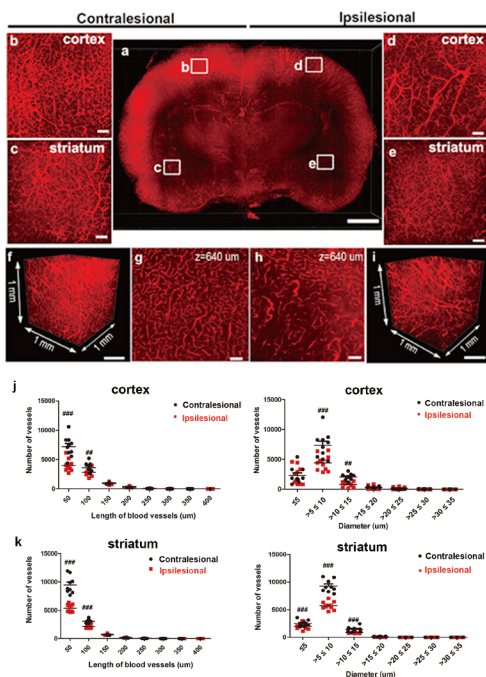 Contralesional Ipsilesional
b cortex
a
b
d
c
e
d cortex
c striatum
e striatum
f
1 mm
1 mm
1 mm
g z=640 um
h z=640 um
i
1 mm
1 mm
1 mm
j
cortex
Number of vessels
15000
10000
5000
0
###
##
Contralesional
Ipsilesional
50 100 150 200 250 300 350 400
Length of blood vessels (um)
cortex
Number of vessels
15000
10000
5000
0
###
##
Contralesional
Ipsilesional
≤5 >5 ≤ 10 >10 ≤ 15 >15 ≤ 20 >20 ≤ 25 >25 ≤ 30 >30 ≤ 35
Diameter (um)
k
striatum
Number of vessels
15000
10000
5000
0
###
###
Contralesional
Ipsilesional
50 100 150 200 250 300 350 400
Length of blood vessels (um)
striatum
Number of vessels
15000
10000
5000
0
###
###
###
Contralesional
Ipsilesional
≤5 >5 ≤ 10 >10 ≤ 15 >15 ≤ 20 >20 ≤ 25 >25 ≤ 30 >30 ≤ 35
Diameter (um)